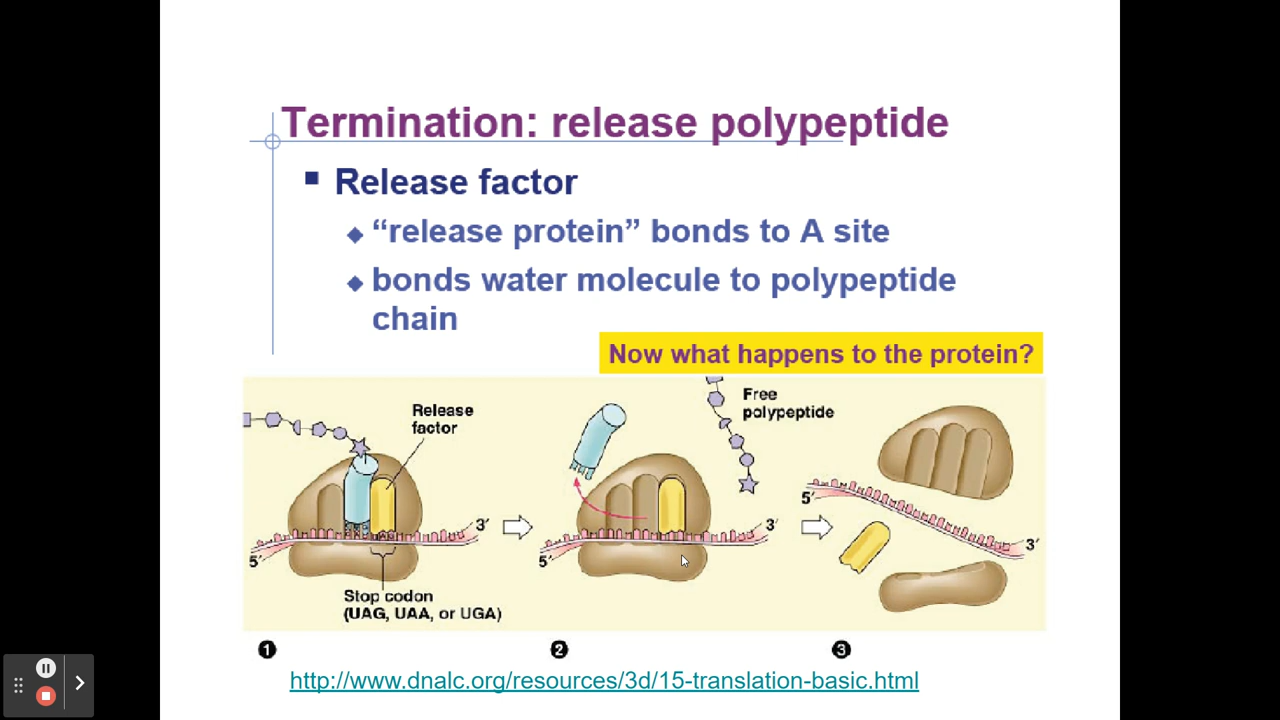 Termination: release polypeptide
Release factor
“release protein” bonds to A site
bonds water molecule to polypeptide
chain
Now what happens to the protein?
Release
factor
Free
polypeptide
3′
5′
Stop codon
(UAG, UAA, or UGA)
3′
5′
5′
3′
1
2
3
http://www.dnalc.org/resources/3d/15-translation-basic.html